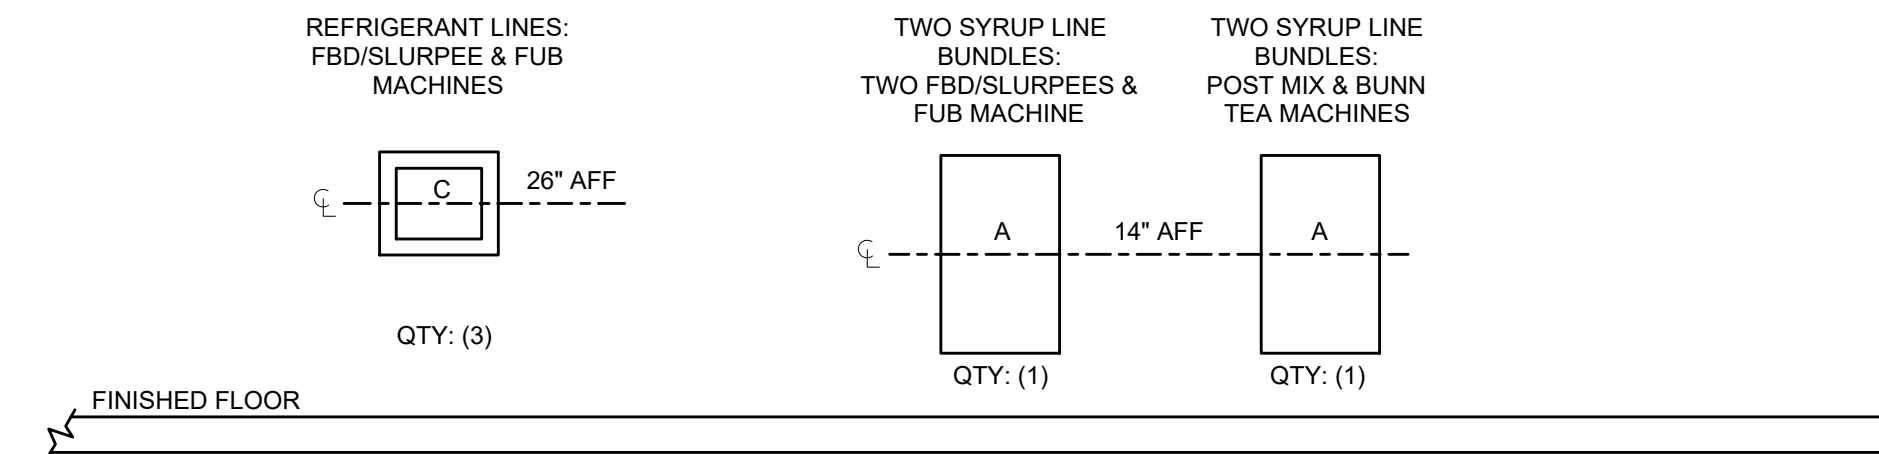 REFRIGERANT LINES:
FBD/SLURPEE & FUB
MACHINES
C
26" AFF
QTY: (3)
TWO SYRUP LINE
BUNDLES:
TWO FBD/SLURPEES &
FUB MACHINE
A
14" AFF
QTY: (1)
TWO SYRUP LINE
BUNDLES:
POST MIX & BUNN
TEA MACHINES
A
QTY: (1)
FINISHED FLOOR